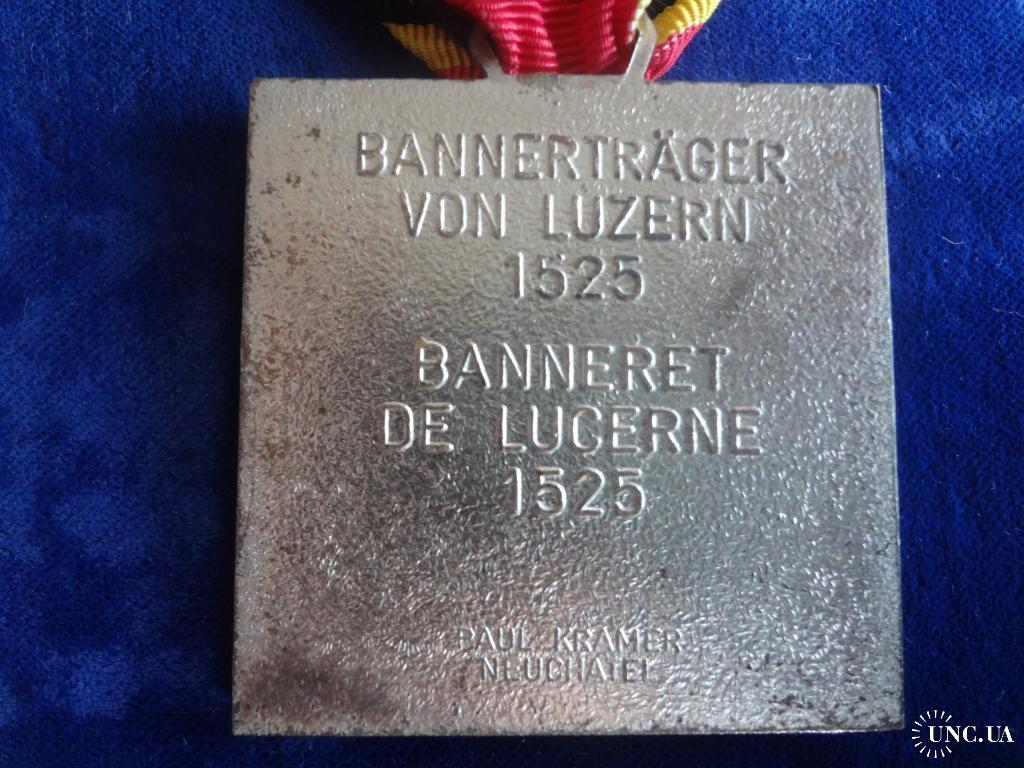 BANNERTRÄGER
VON LUZERN
1525
BANNERET
DE LUCERNE
1525
PAUL KRAMER
NEUCHATEL
UNC.UA